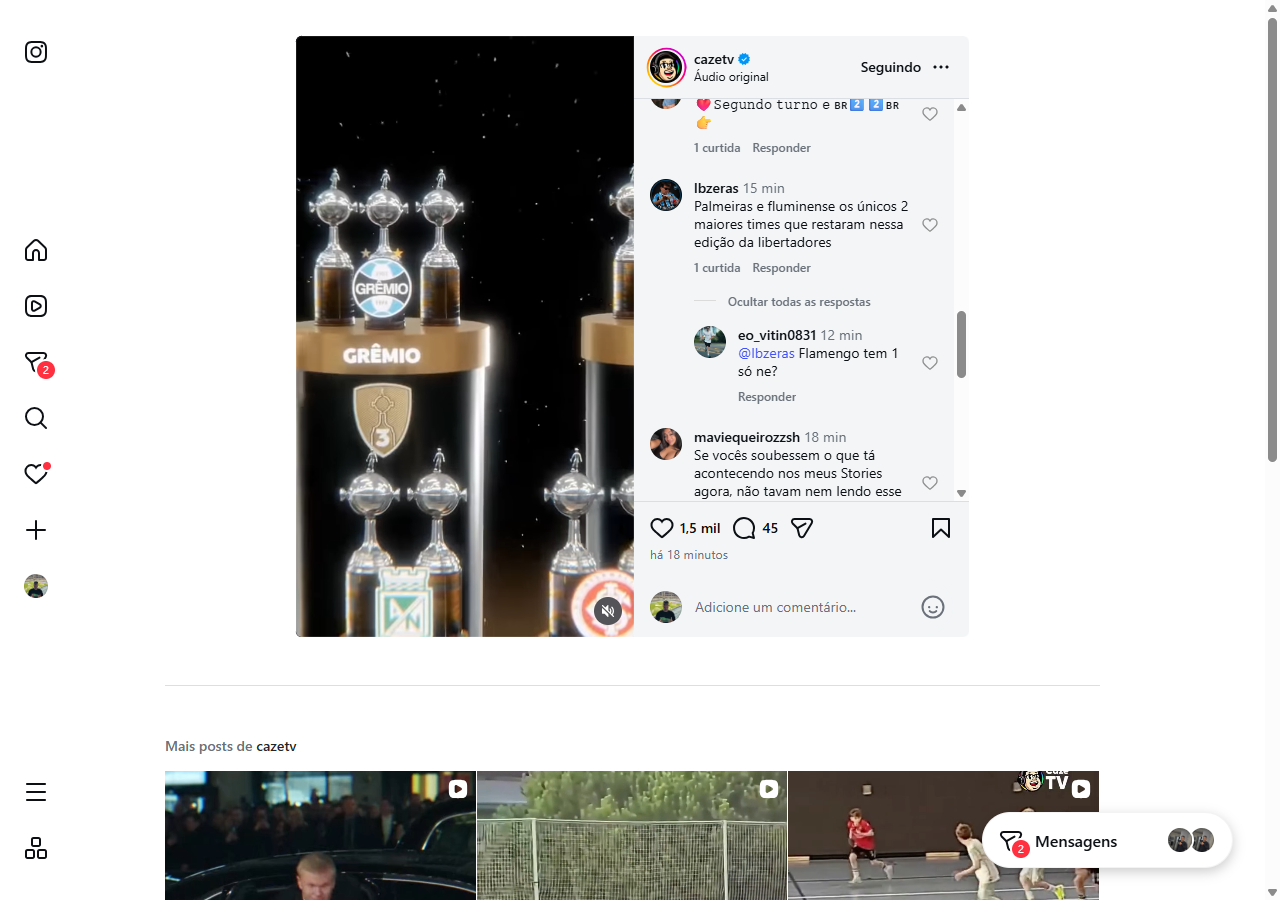 cazetv
Áudio original
Seguindo
❤️Segundo turno e ʙʀ2️⃣ 2️⃣ʙʀ
👉
1 curtida Responder
lbzeras 15 min
Palmeiras e fluminense os únicos 2
maiores times que restaram nessa
edição da libertadores
1 curtida Responder
Ocultar todas as respostas
eo_vitin0831 12 min
@lbzeras Flamengo tem 1
só ne?
Responder
maviequeirozzsh 18 min
Se vocês soubessem o que tá
acontecendo nos meus Stories
agora, não tavam nem lendo esse
1,5 mil 45
há 18 minutos
Adicione um comentário...
GRÊMIO
GRÊMIO
3
2
Mais posts de cazetv
TV
2
Mensagens